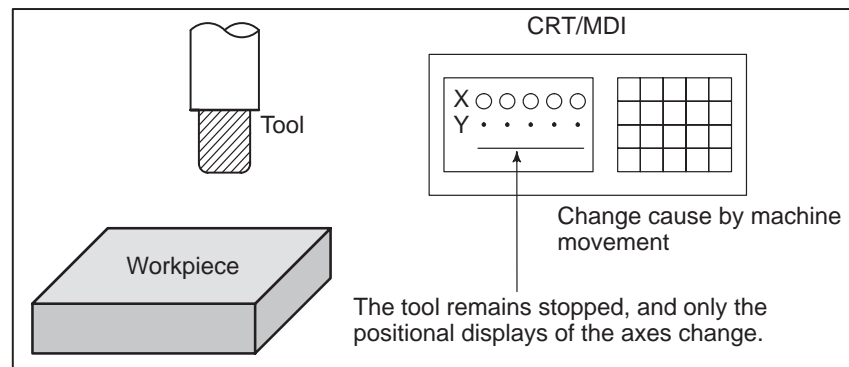 CRT/MDI
Tool
X
Y
Change cause by machine
movement
Workpiece
The tool remains stopped, and only the
positional displays of the axes change.